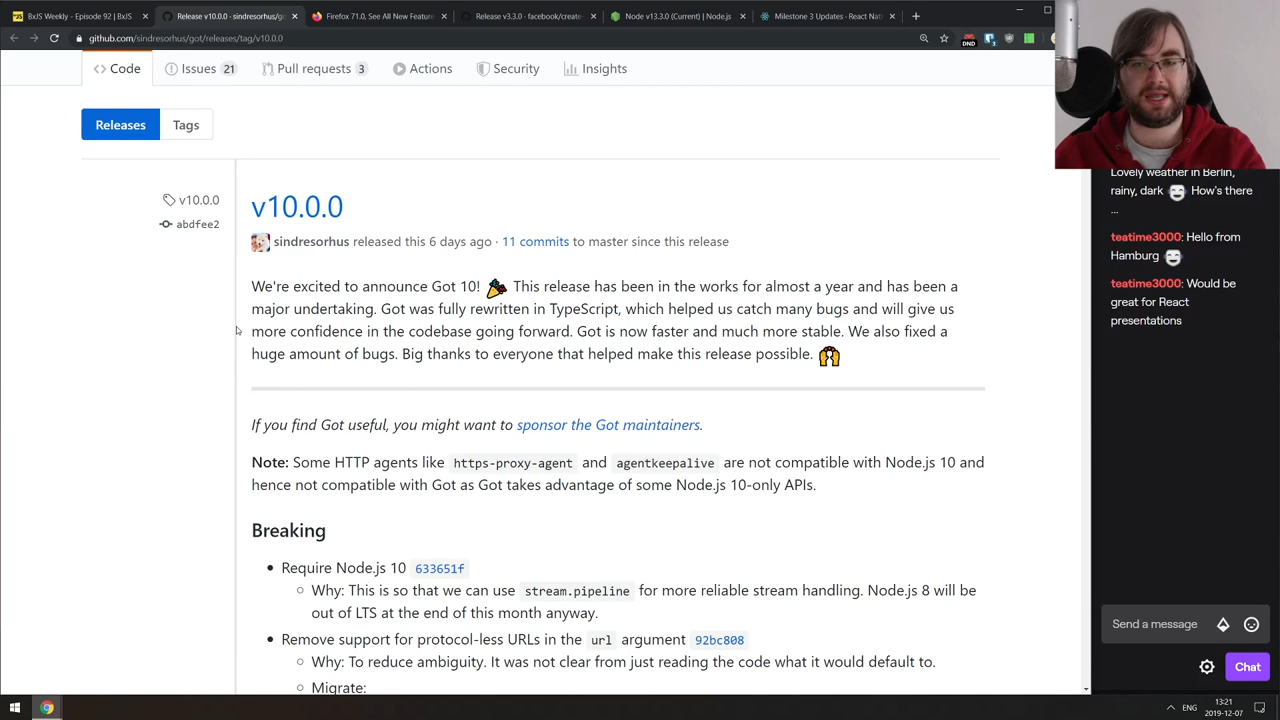 BxJS Weekly - Episode 92 | BxJS
Release v10.0.0 · sindresorhus/go
Firefox 71.0, See All New Feature
Release v3.3.0 · facebook/create-
Node v13.3.0 (Current) | Node.js
Milestone 3 Updates - React Nati
github.com/sindresorhus/got/releases/tag/v10.0.0
DND
Code
Issues 21
Pull requests 3
Actions
Security
Insights
Releases
Tags
v10.0.0
abdfee2
v10.0.0
sindresorhus released this 6 days ago · 11 commits to master since this release
We're excited to announce Got 10! This release has been in the works for almost a year and has been a
major undertaking. Got was fully rewritten in TypeScript, which helped us catch many bugs and will give us
more confidence in the codebase going forward. Got is now faster and much more stable. We also fixed a
huge amount of bugs. Big thanks to everyone that helped make this release possible.
If you find Got useful, you might want to sponsor the Got maintainers.
Note: Some HTTP agents like https-proxy-agent and agentkeepalive are not compatible with Node.js 10 and
hence not compatible with Got as Got takes advantage of some Node.js 10-only APIs.
Breaking
Require Node.js 10 633651f
Why: This is so that we can use stream.pipeline for more reliable stream handling. Node.js 8 will be
out of LTS at the end of this month anyway.
Remove support for protocol-less URLs in the url argument 92bc808
Why: To reduce ambiguity. It was not clear from just reading the code what it would default to.
Migrate:
Lovely weather in Berlin,
rainy, dark How's there
...
teatime3000: Hello from
Hamburg
teatime3000: Would be
great for React
presentations
Send a message
Chat
ENG
13:21
2019-12-07